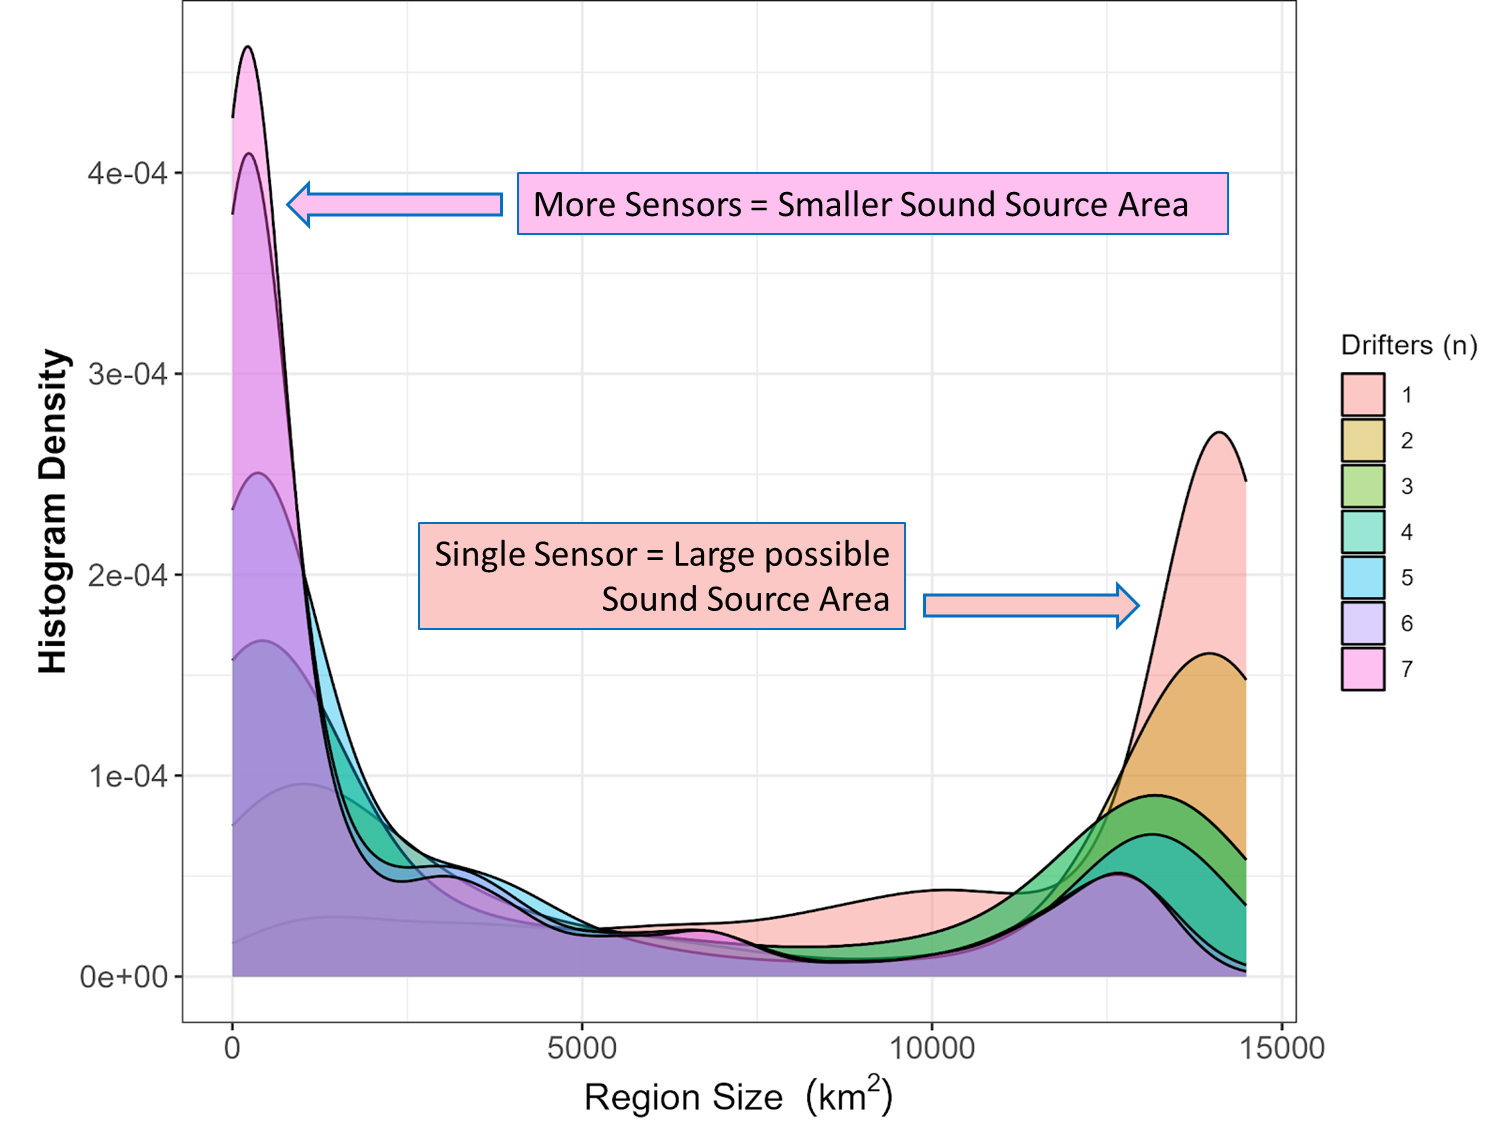 4e-04
3e-04
2e-04
1e-04
0e+00
Histogram Density
More Sensors = Smaller Sound Source Area
Single Sensor = Large possible
Sound Source Area
0
5000
10000
15000
Region Size (km²)
Drifters (n)
1
2
3
4
5
6
7